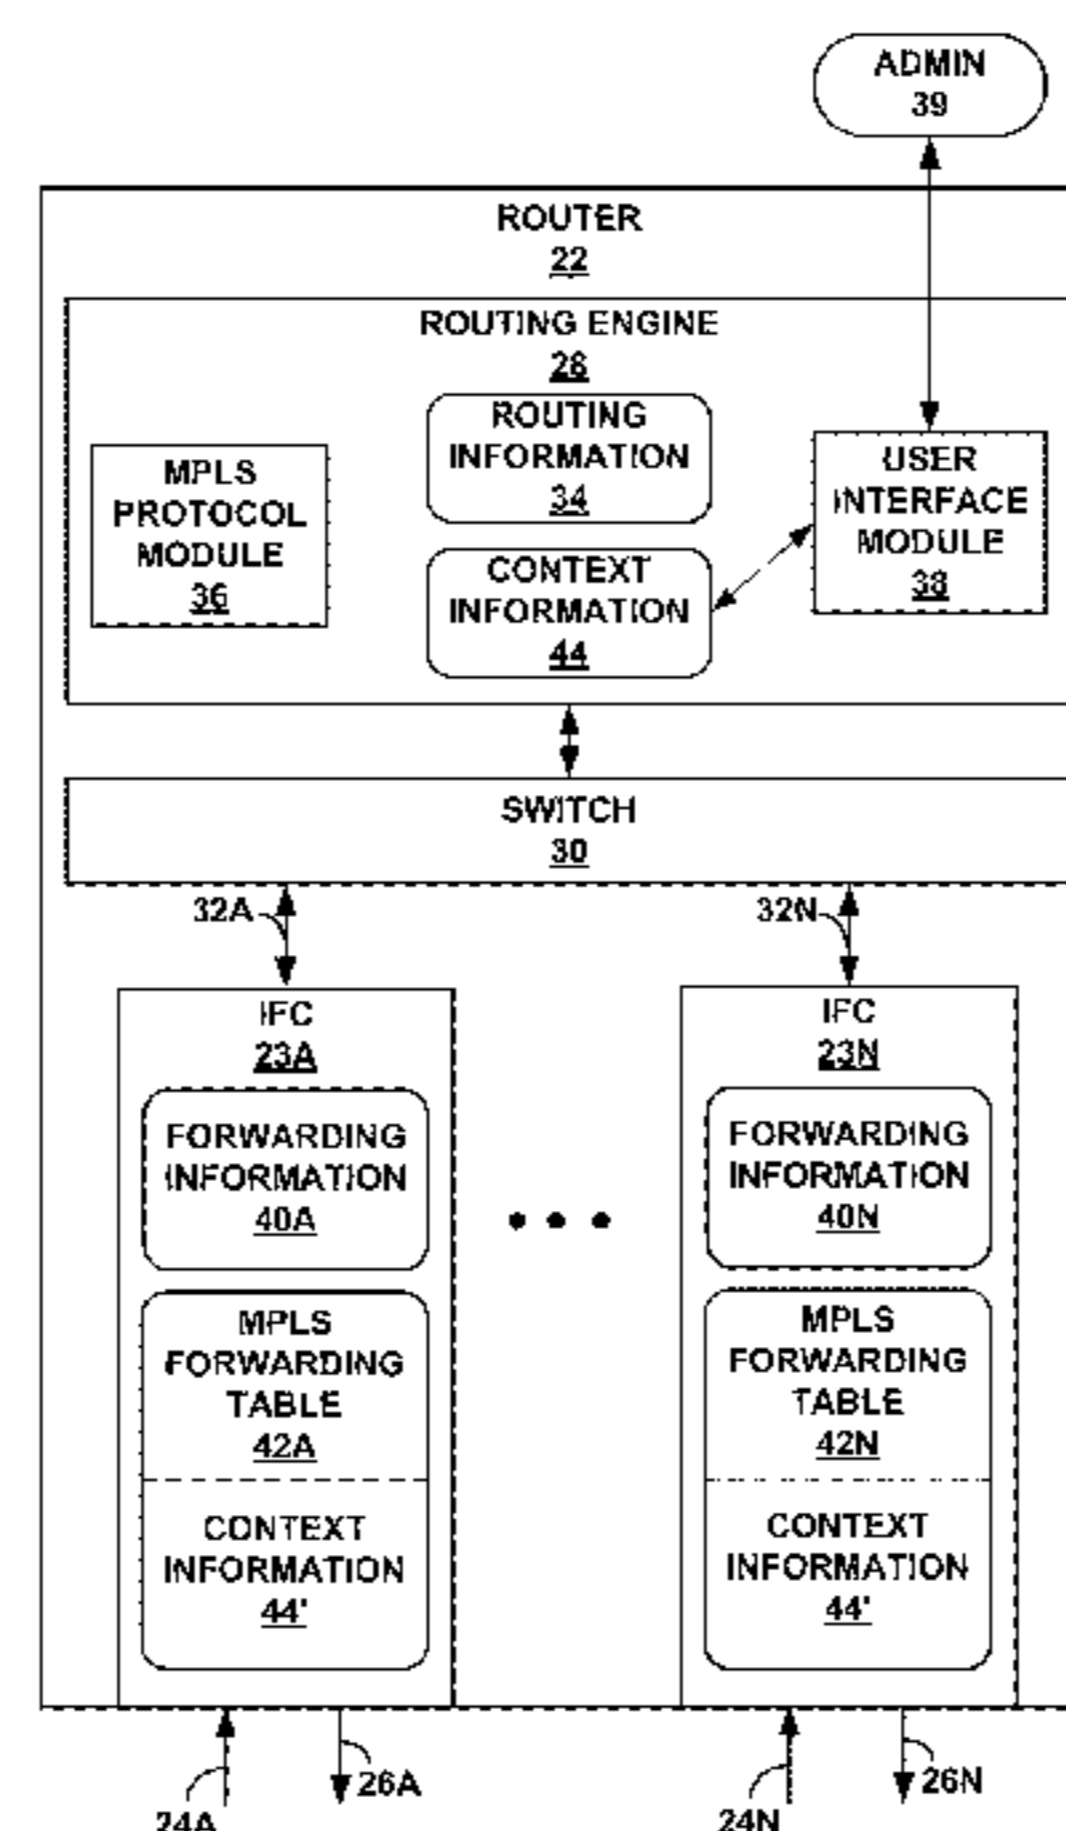 ADMIN
39
ROUTER
22
ROUTING ENGINE
28
ROUTING
INFORMATION
34
MPLS
PROTOCOL
MODULE
36
CONTEXT
INFORMATION
44
USER
INTERFACE
MODULE
38
SWITCH
30
32A
32N
IFC
23A
FORWARDING
INFORMATION
40A
MPLS
FORWARDING
TABLE
42A
CONTEXT
INFORMATION
44'
IFC
23N
FORWARDING
INFORMATION
40N
MPLS
FORWARDING
TABLE
42N
CONTEXT
INFORMATION
44'
24A
26A
24N
26N